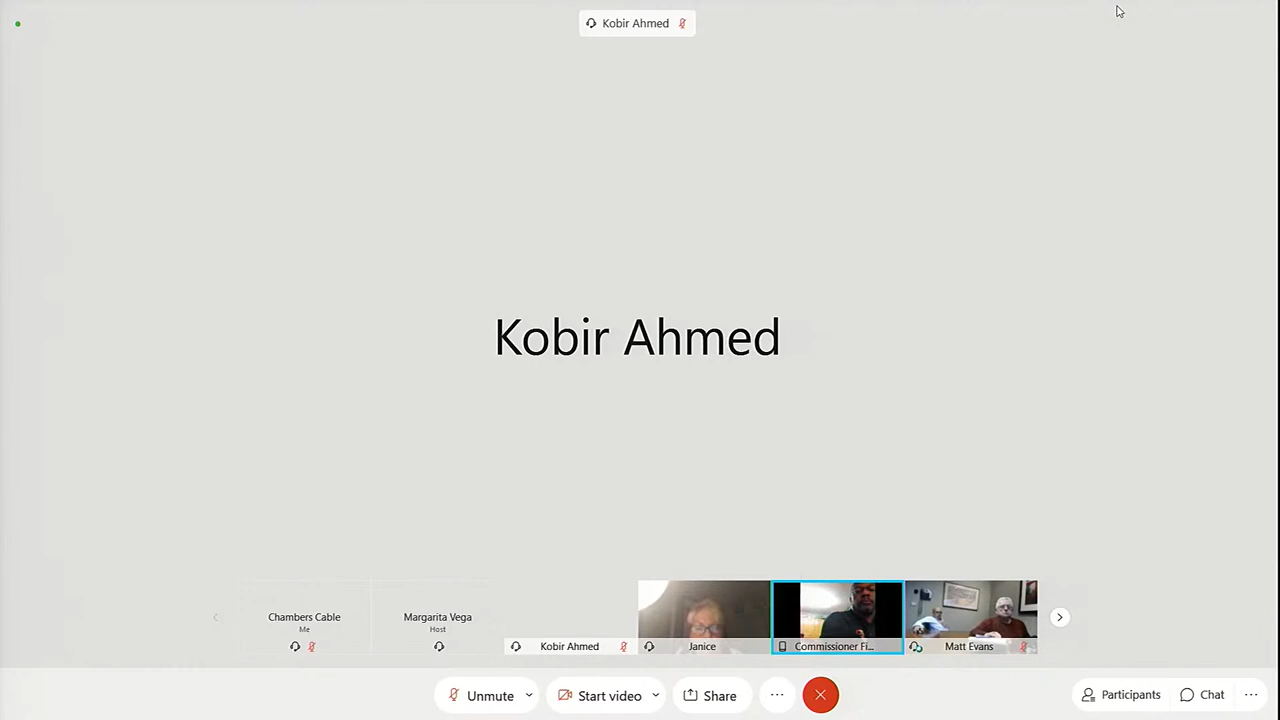 Kobir Ahmed
Kobir Ahmed
Chambers Cable
Me
Margarita Vega
Host
Kobir Ahmed
Janice
Commissioner Fi...
Matt Evans
Unmute
Start video
Share
Participants
Chat